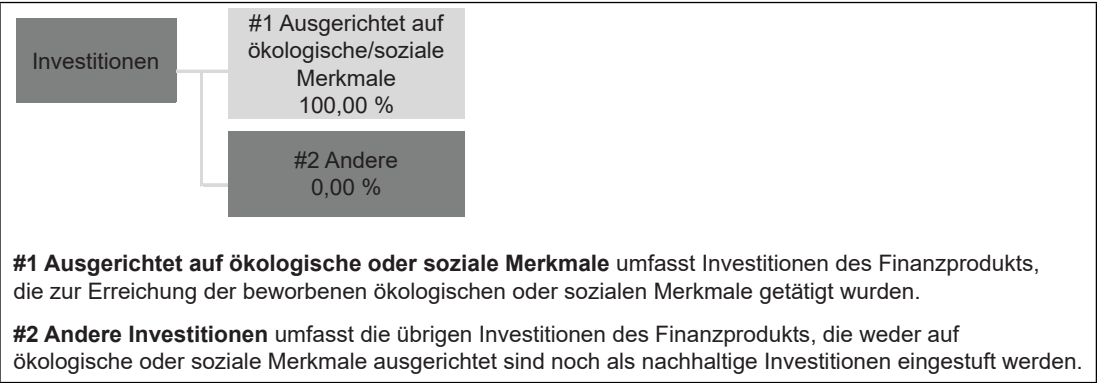 Investitionen
#1 Ausgerichtet auf
ökologische/soziale
Merkmale
100,00 %
#2 Andere
0,00 %
#1 Ausgerichtet auf ökologische oder soziale Merkmale umfasst Investitionen des Finanzprodukts,
die zur Erreichung der beworbenen ökologischen oder sozialen Merkmale getätigt wurden.
#2 Andere Investitionen umfasst die übrigen Investitionen des Finanzprodukts, die weder auf
ökologische oder soziale Merkmale ausgerichtet sind noch als nachhaltige Investitionen eingestuft werden.